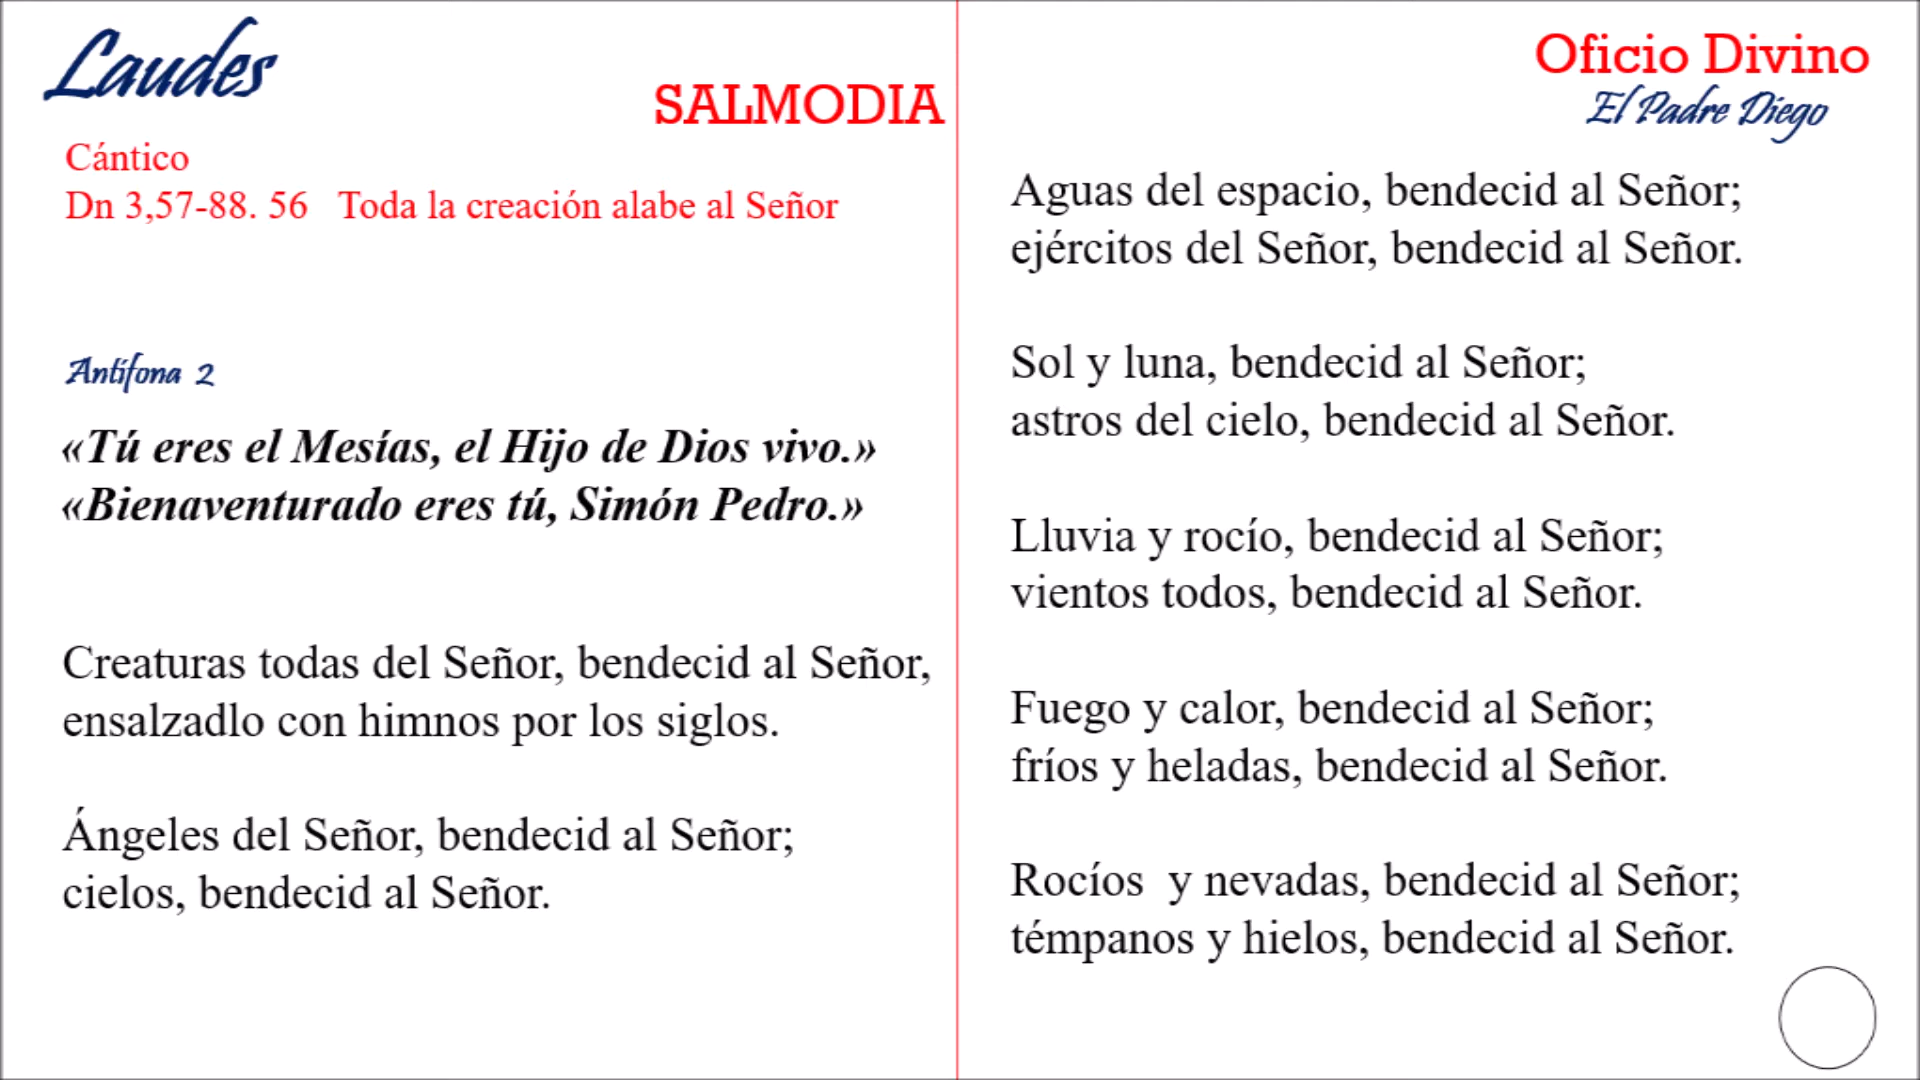 Laudes
SALMODIA
Cántico
Dn 3,57-88. 56   Toda la creación alabe al Señor
Antífona 2
«Tú eres el Mesías, el Hijo de Dios vivo.»
«Bienaventurado eres tú, Simón Pedro.»
Creaturas todas del Señor, bendecid al Señor,
ensalzadlo con himnos por los siglos.
Ángeles del Señor, bendecid al Señor;
cielos, bendecid al Señor.
Oficio Divino
El Padre Diego
Aguas del espacio, bendecid al Señor;
ejércitos del Señor, bendecid al Señor.
Sol y luna, bendecid al Señor;
astros del cielo, bendecid al Señor.
Lluvia y rocío, bendecid al Señor;
vientos todos, bendecid al Señor.
Fuego y calor, bendecid al Señor;
fríos y heladas, bendecid al Señor.
Rocíos  y nevadas, bendecid al Señor;
témpanos y hielos, bendecid al Señor.